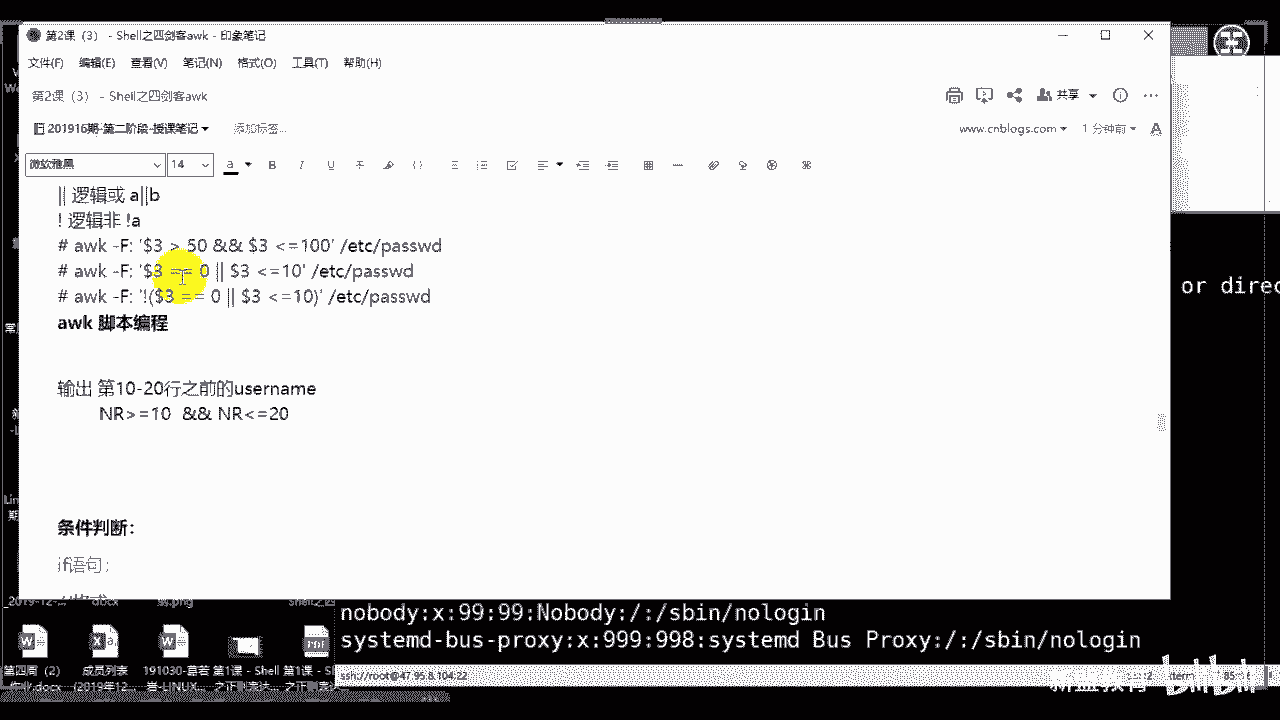 第2课（3） - Shell之四剑客awk - 印象笔记
文件(F) 编辑(E) 查看(V) 笔记(N) 格式(O) 工具(T) 帮助(H)
第2课（3） - Shell之四剑客awk
共享
201916期-第二阶段-授课笔记
添加标签...
www.cnblogs.com
1 分钟前
微软雅黑
14
|| 逻辑或 a||b
! 逻辑非 !a
# awk -F: '$3 > 50 && $3 <=100' /etc/passwd
# awk -F: '$3 == 0 || $3 <=10' /etc/passwd
# awk -F: '!($3 == 0 || $3 <=10)' /etc/passwd
awk 脚本编程
输出 第10-20行之前的username
NR>=10 && NR<=20
条件判断：
if语句；
or direc
nobody:x:99:99:Nobody:/:/sbin/nologin
systemd-bus-proxy:x:999:998:systemd Bus Proxy:/:/sbin/nologin
第四周（2）
成员列表
ssh://root@47.95.8.104:22
bilibili